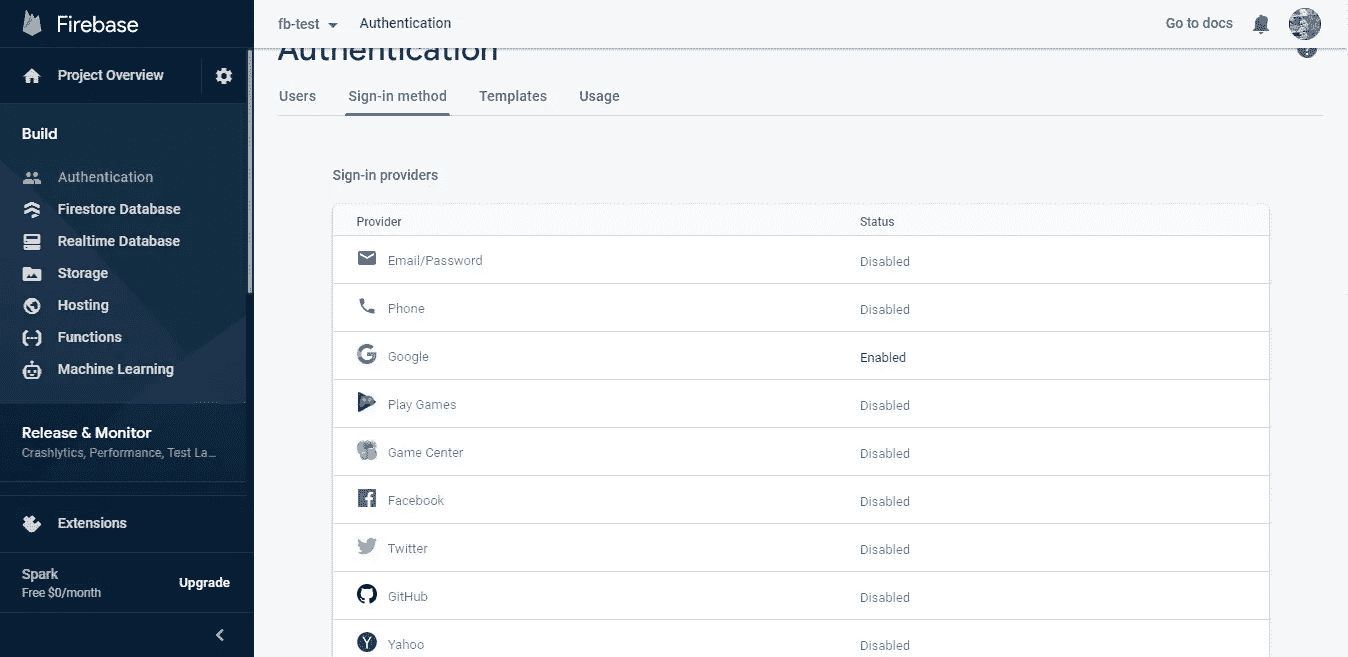 Firebase
fb-test
Authentication
Go to docs
Authentication
Project Overview
Users
Sign-in method
Templates
Usage
Build
Authentication
Firestore Database
Realtime Database
Storage
Hosting
Functions
Machine Learning
Release & Monitor
Crashlytics, Performance, Test La...
Extensions
Spark
Free $0/month
Upgrade
Sign-in providers
Provider Status
Email/Password Disabled
Phone Disabled
Google Enabled
Play Games Disabled
Game Center Disabled
Facebook Disabled
Twitter Disabled
GitHub Disabled
Yahoo Disabled